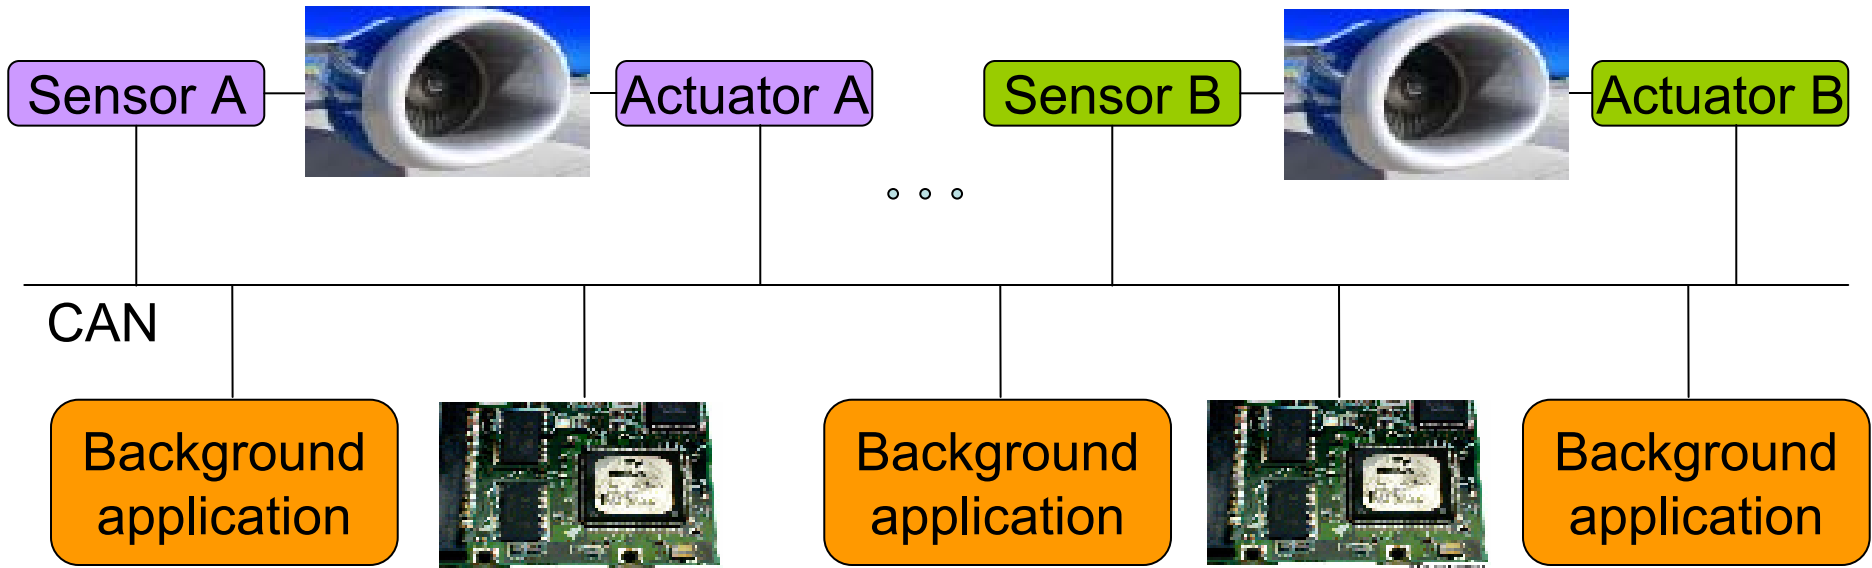 Sensor A
Actuator A
Sensor B
Actuator B
CAN
Background
application
Background
application
Background
application